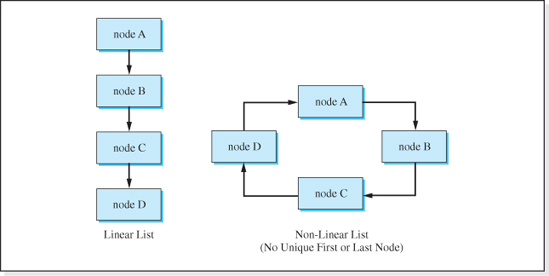 node A
node B
node C
node D
Linear List
node A
node B
node C
node D
Non-Linear List
(No Unique First or Last Node)